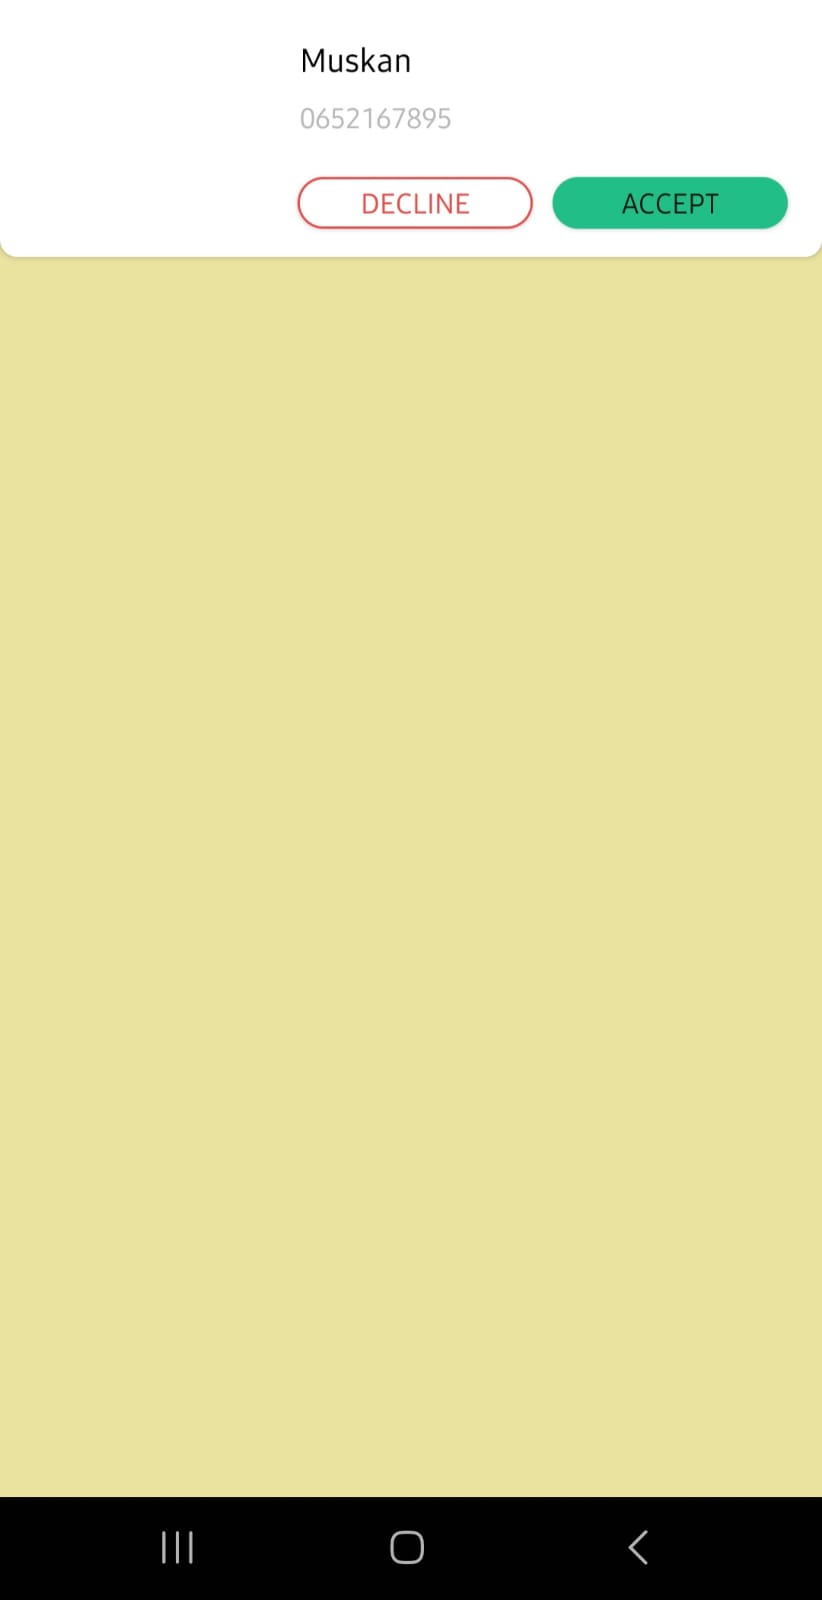 Muskan
0652167895
DECLINE ACCEPT